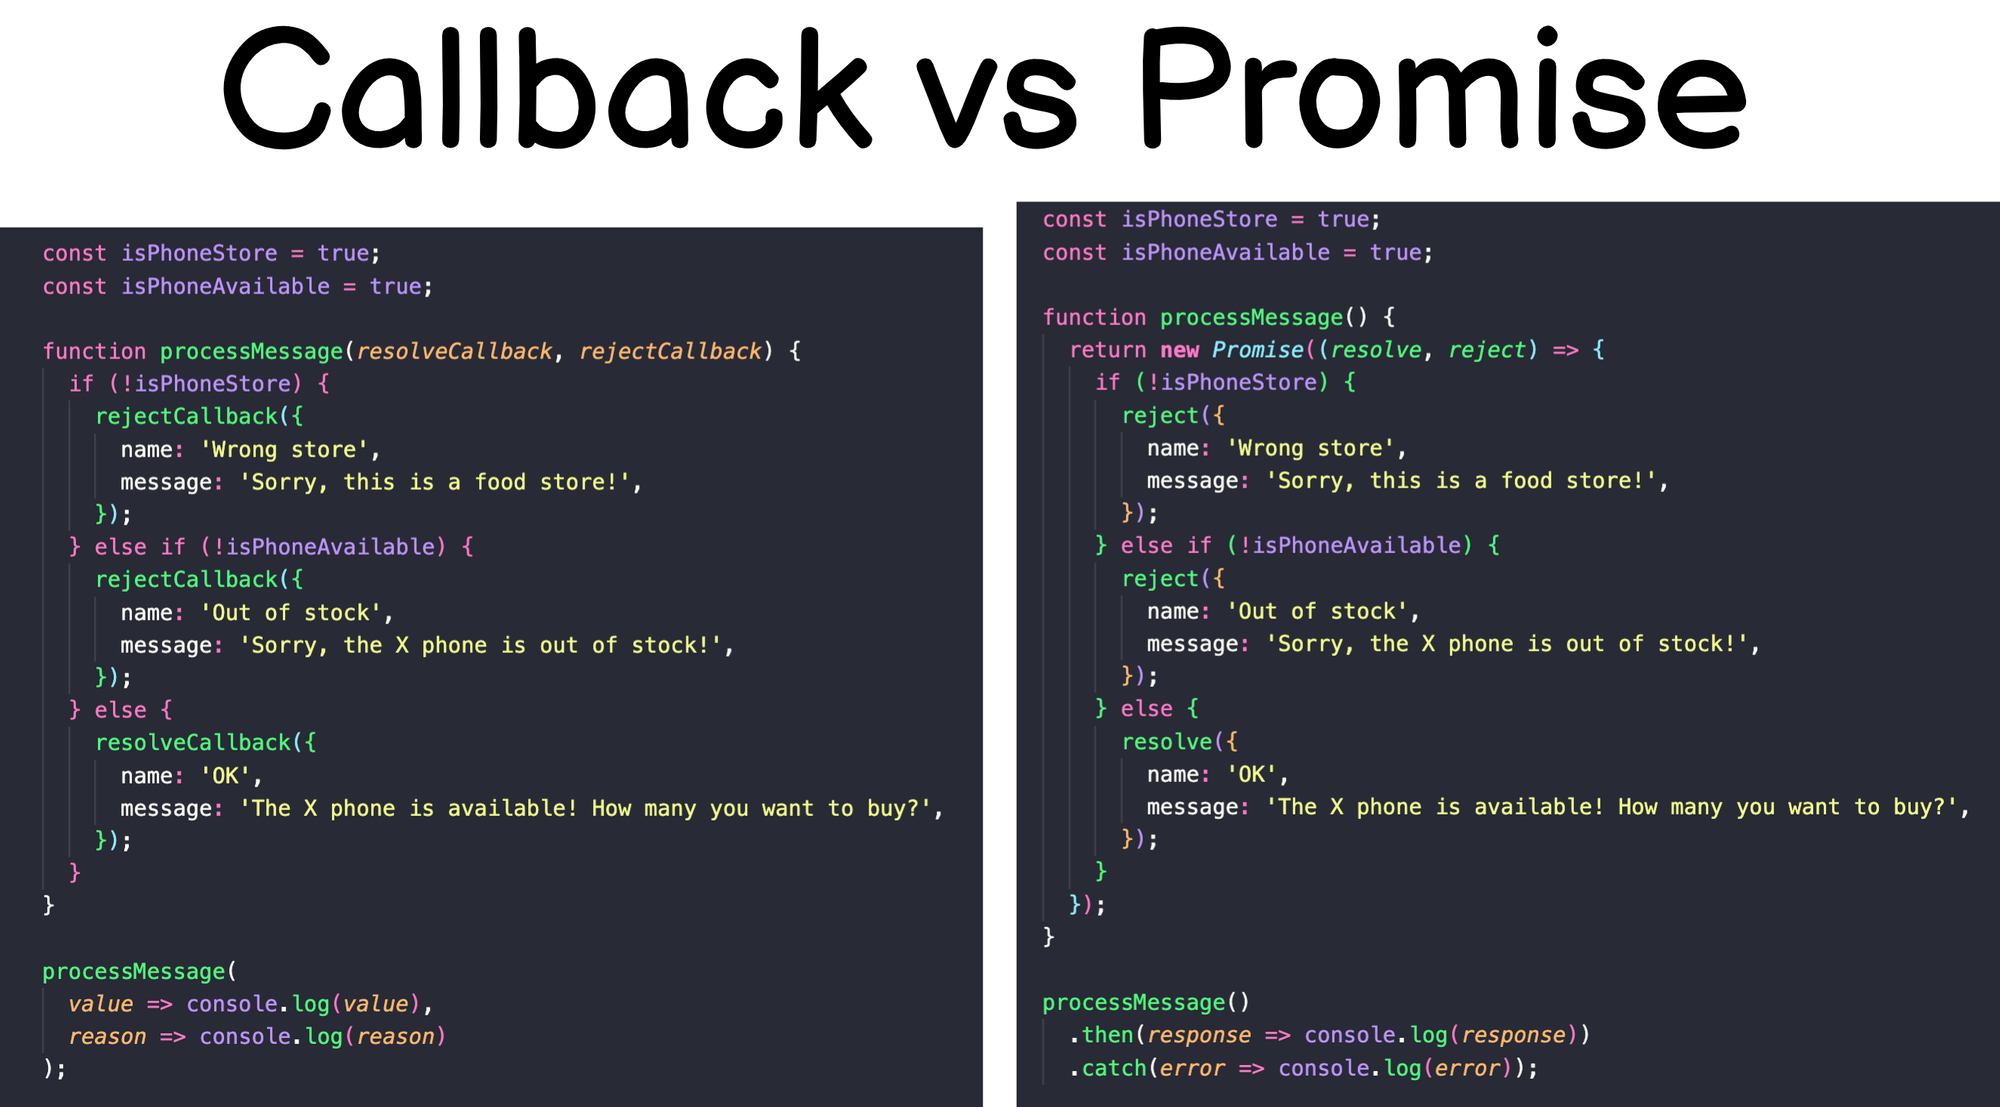 Callback vs Promise
const isPhoneStore = true;
const isPhoneAvailable = true;
function processMessage(resolveCallback, rejectCallback) {
if (!isPhoneStore) {
rejectCallback({
name: 'Wrong store',
message: 'Sorry, this is a food store!',
});
} else if (!isPhoneAvailable) {
rejectCallback({
name: 'Out of stock',
message: 'Sorry, the X phone is out of stock!',
});
} else {
resolveCallback({
name: 'OK',
message: 'The X phone is available! How many you want to buy?',
});
}
}
processMessage(
value => console.log(value),
reason => console.log(reason)
);
const isPhoneStore = true;
const isPhoneAvailable = true;
function processMessage() {
return new Promise((resolve, reject) => {
if (!isPhoneStore) {
reject({
name: 'Wrong store',
message: 'Sorry, this is a food store!',
});
} else if (!isPhoneAvailable) {
reject({
name: 'Out of stock',
message: 'Sorry, the X phone is out of stock!',
});
} else {
resolve({
name: 'OK',
message: 'The X phone is available! How many you want to buy?',
});
}
});
}
processMessage()
.then(response => console.log(response))
.catch(error => console.log(error));